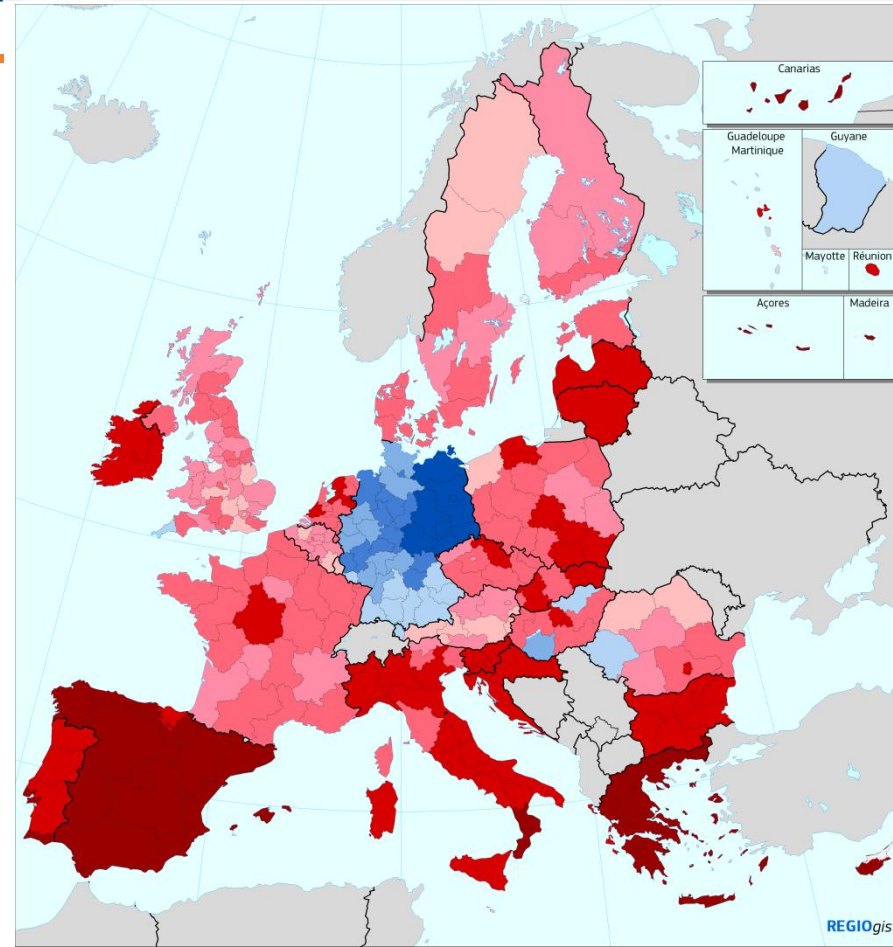 Canarias
Guadeloupe
Martinique
Guyane
Mayotte
Réunion
Açores
Madeira
REGIOgis